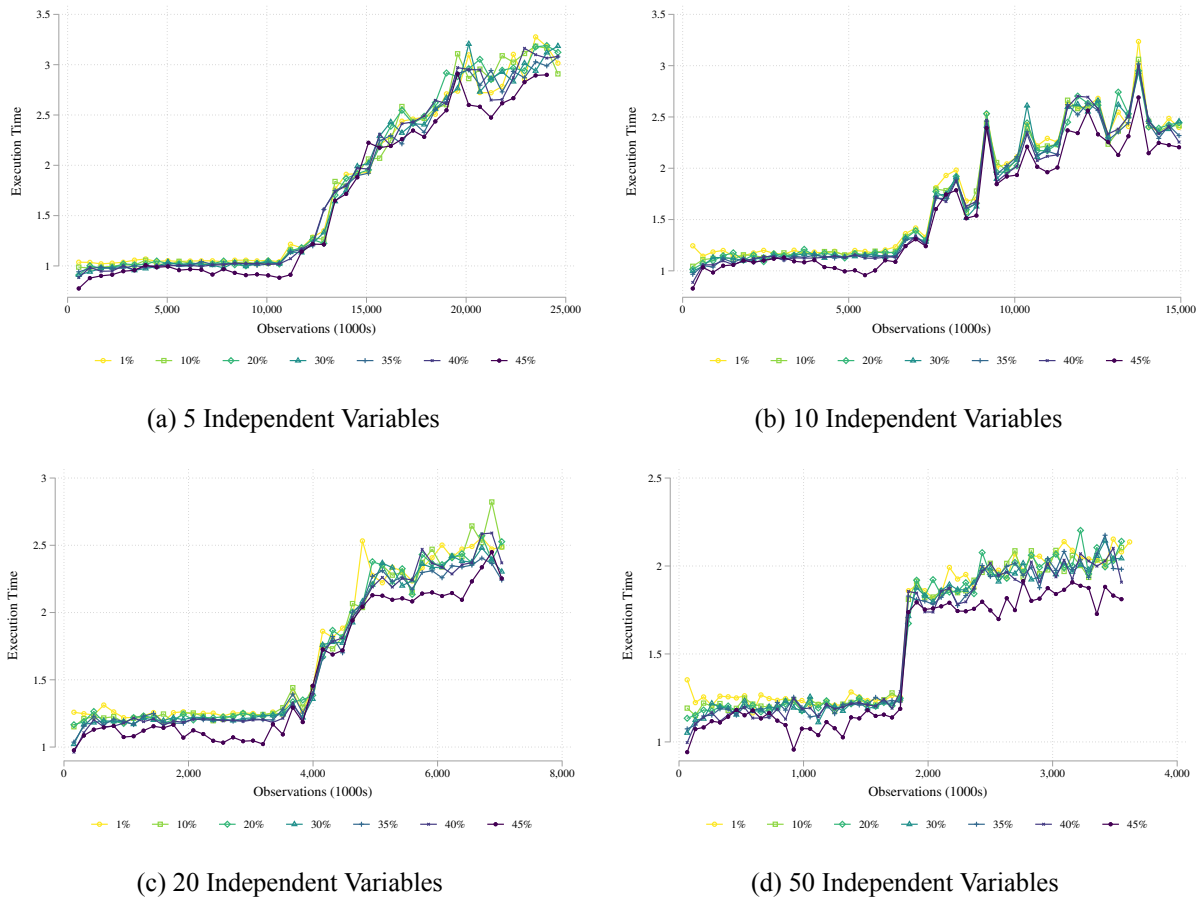 3.5
3
2.5
2
1.5
1
Execution Time
0
5,000
10,000
15,000
20,000
25,000
Observations (1000s)
1% 10% 20% 30% 35% 40% 45%
(a) 5 Independent Variables
3.5
3
2.5
2
1.5
1
Execution Time
0
5,000
10,000
15,000
Observations (1000s)
1% 10% 20% 30% 35% 40% 45%
(b) 10 Independent Variables
3
2.5
2
1.5
1
Execution Time
0
2,000
4,000
6,000
8,000
Observations (1000s)
1% 10% 20% 30% 35% 40% 45%
(c) 20 Independent Variables
2.5
2
1.5
1
Execution Time
0
1,000
2,000
3,000
4,000
Observations (1000s)
1% 10% 20% 30% 35% 40% 45%
(d) 50 Independent Variables